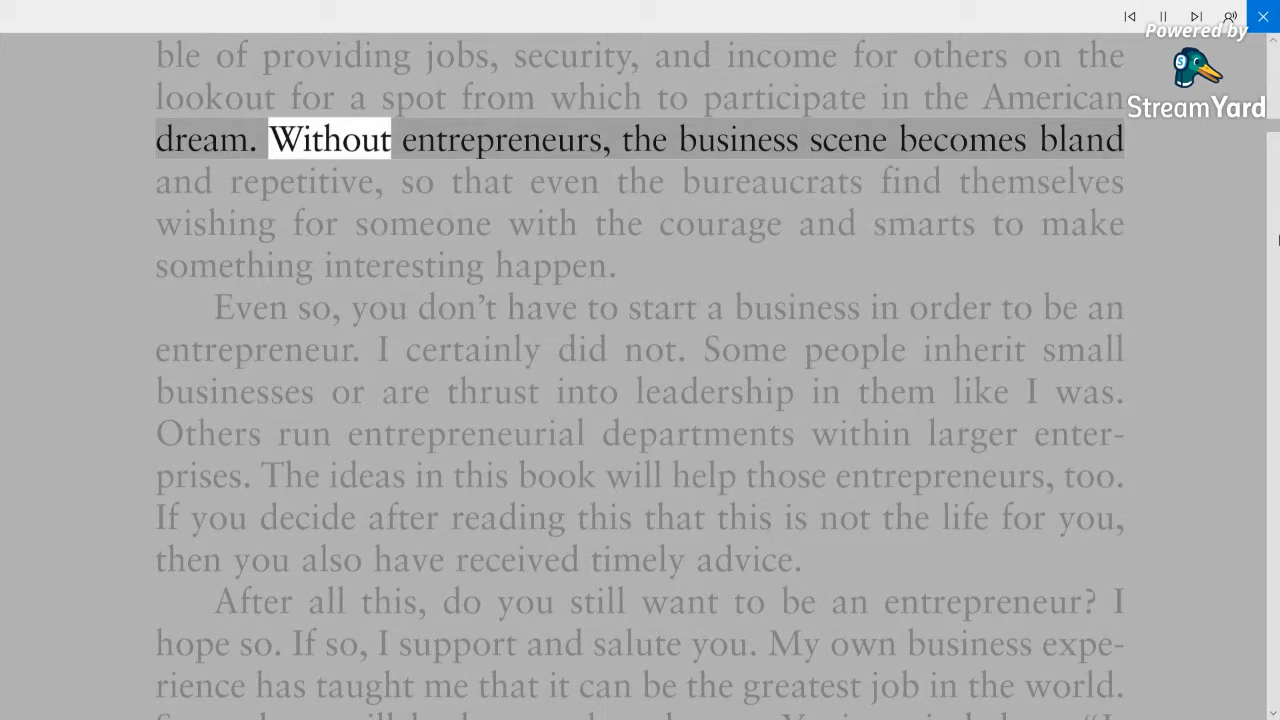 Powered by
StreamYard
ble of providing jobs, security, and income for others on the
lookout for a spot from which to participate in the American
dream. Without entrepreneurs, the business scene becomes bland
and repetitive, so that even the bureaucrats find themselves
wishing for someone with the courage and smarts to make
something interesting happen.
Even so, you don’t have to start a business in order to be an
entrepreneur. I certainly did not. Some people inherit small
businesses or are thrust into leadership in them like I was.
Others run entrepreneurial departments within larger enter-
prises. The ideas in this book will help those entrepreneurs, too.
If you decide after reading this that this is not the life for you,
then you also have received timely advice.
After all this, do you still want to be an entrepreneur? I
hope so. If so, I support and salute you. My own business expe-
rience has taught me that it can be the greatest job in the world.